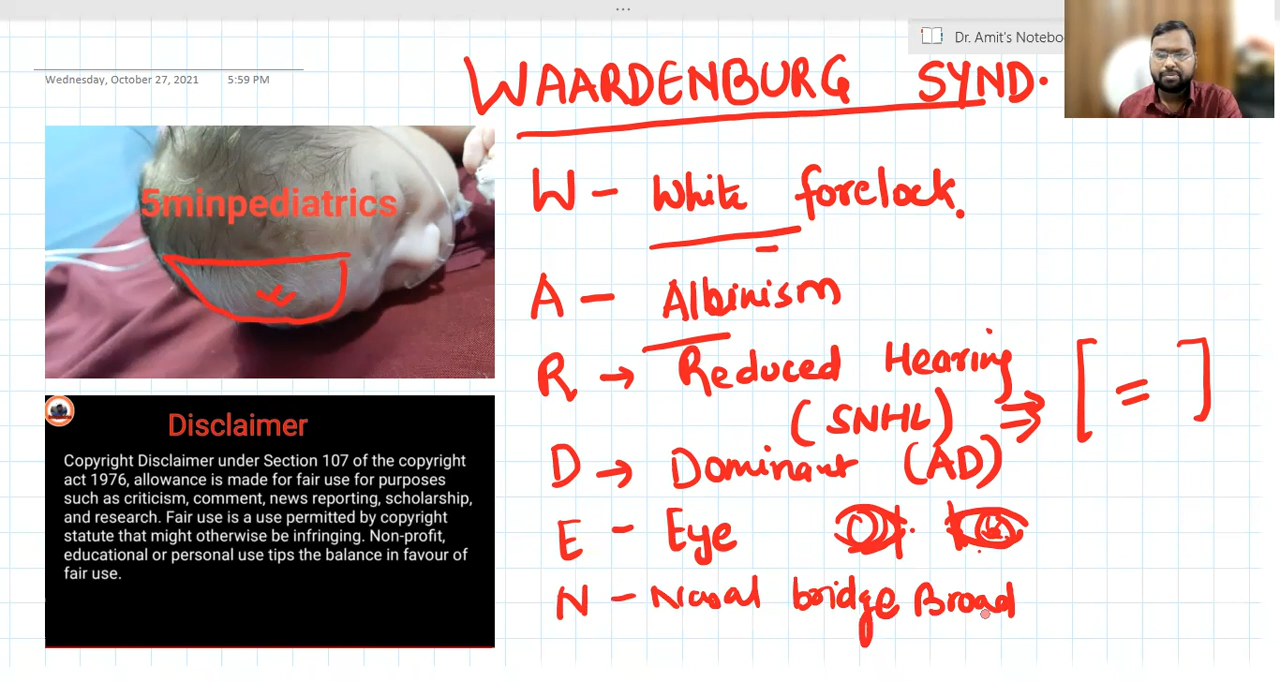 ...
Dr. Amit's Notebo
Wednesday, October 27, 2021 5:59 PM
WAARDENBURG SYND.
5minpediatrics
W - White forelock.
A - Albinism
R → Reduced Hearing
(SNHL) ⇒ [ = ]
D → Dominant (AD)
E - Eye
N - Nasal bridge Broad
Disclaimer
Copyright Disclaimer under Section 107 of the copyright
act 1976, allowance is made for fair use for purposes
such as criticism, comment, news reporting, scholarship,
and research. Fair use is a use permitted by copyright
statute that might otherwise be infringing. Non-profit,
educational or personal use tips the balance in favour of
fair use.